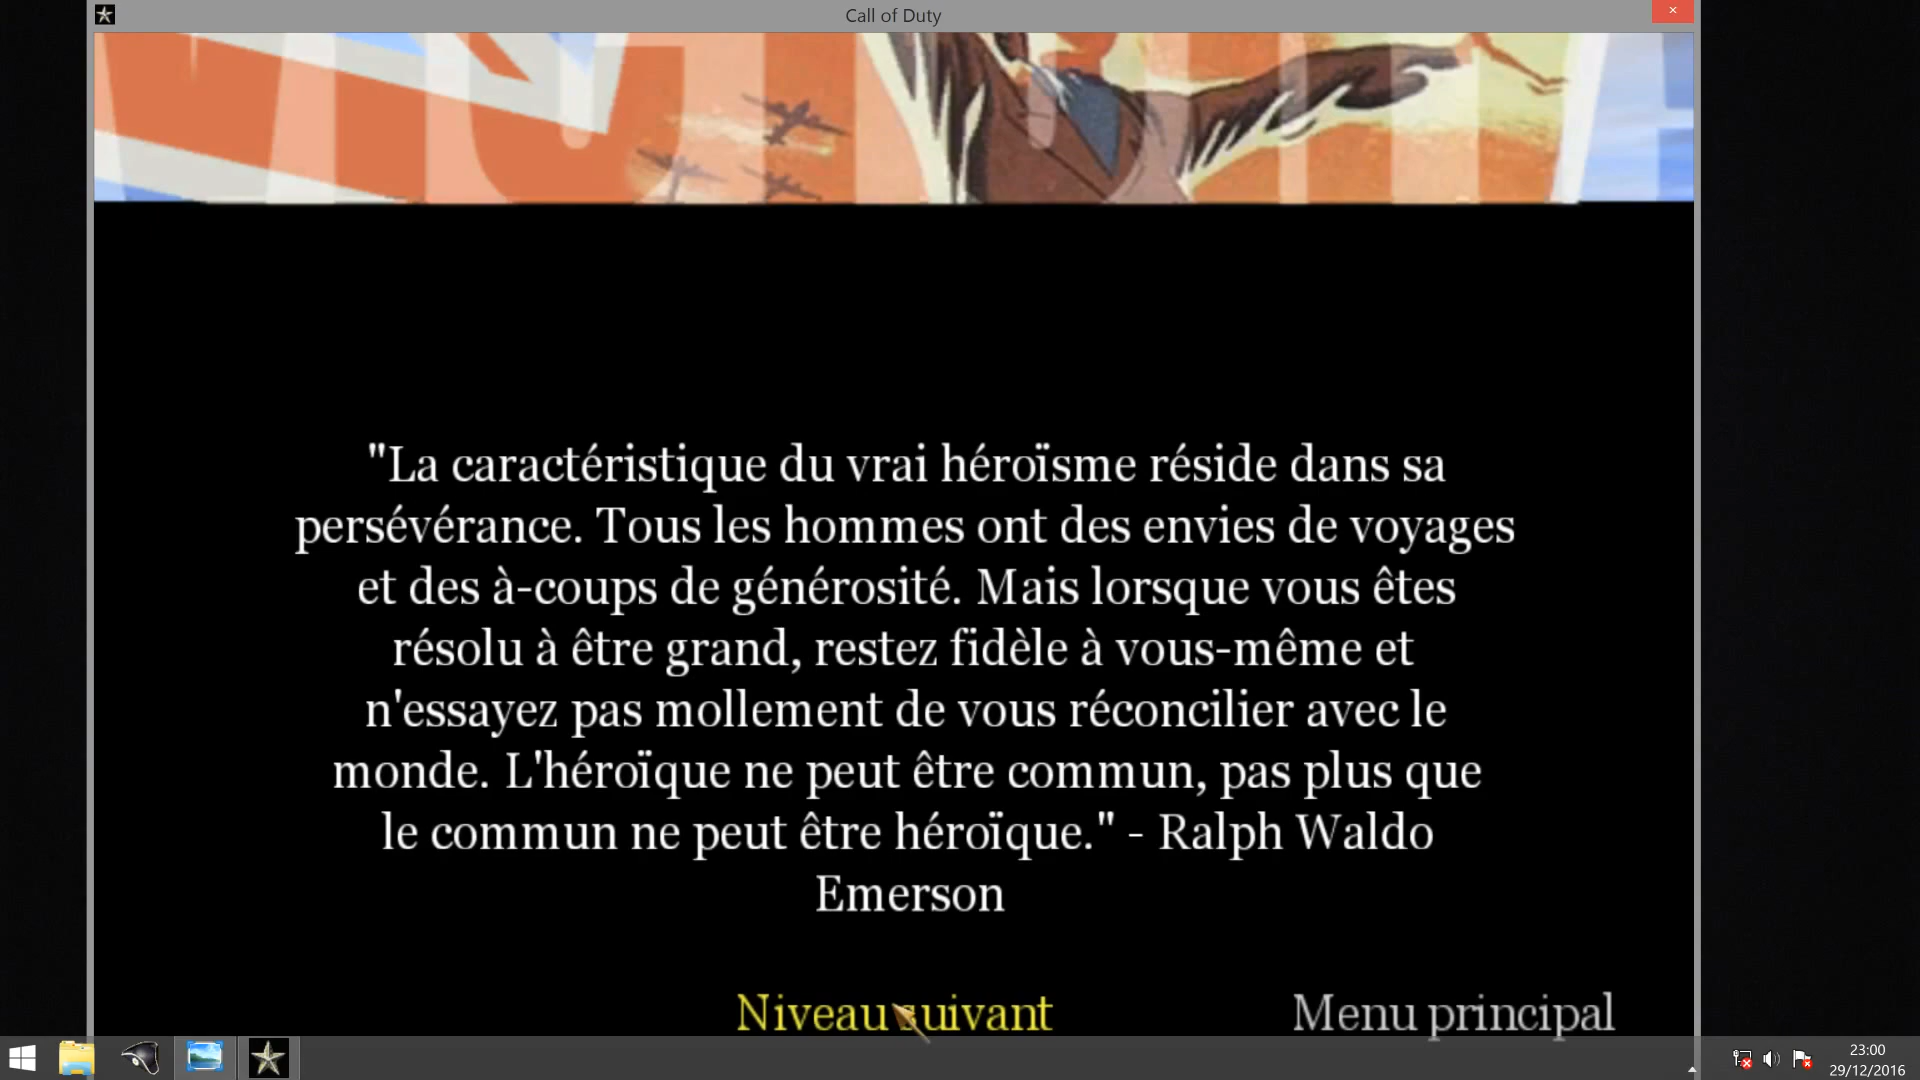 Call of Duty
"La caractéristique du vrai héroïsme réside dans sa
persévérance. Tous les hommes ont des envies de voyages
et des à-coups de générosité. Mais lorsque vous êtes
résolu à être grand, restez fidèle à vous-même et
n'essayez pas mollement de vous réconcilier avec le
monde. L'héroïque ne peut être commun, pas plus que
le commun ne peut être héroïque." - Ralph Waldo
Emerson
Niveau suivant
Menu principal
23:00
29/12/2016